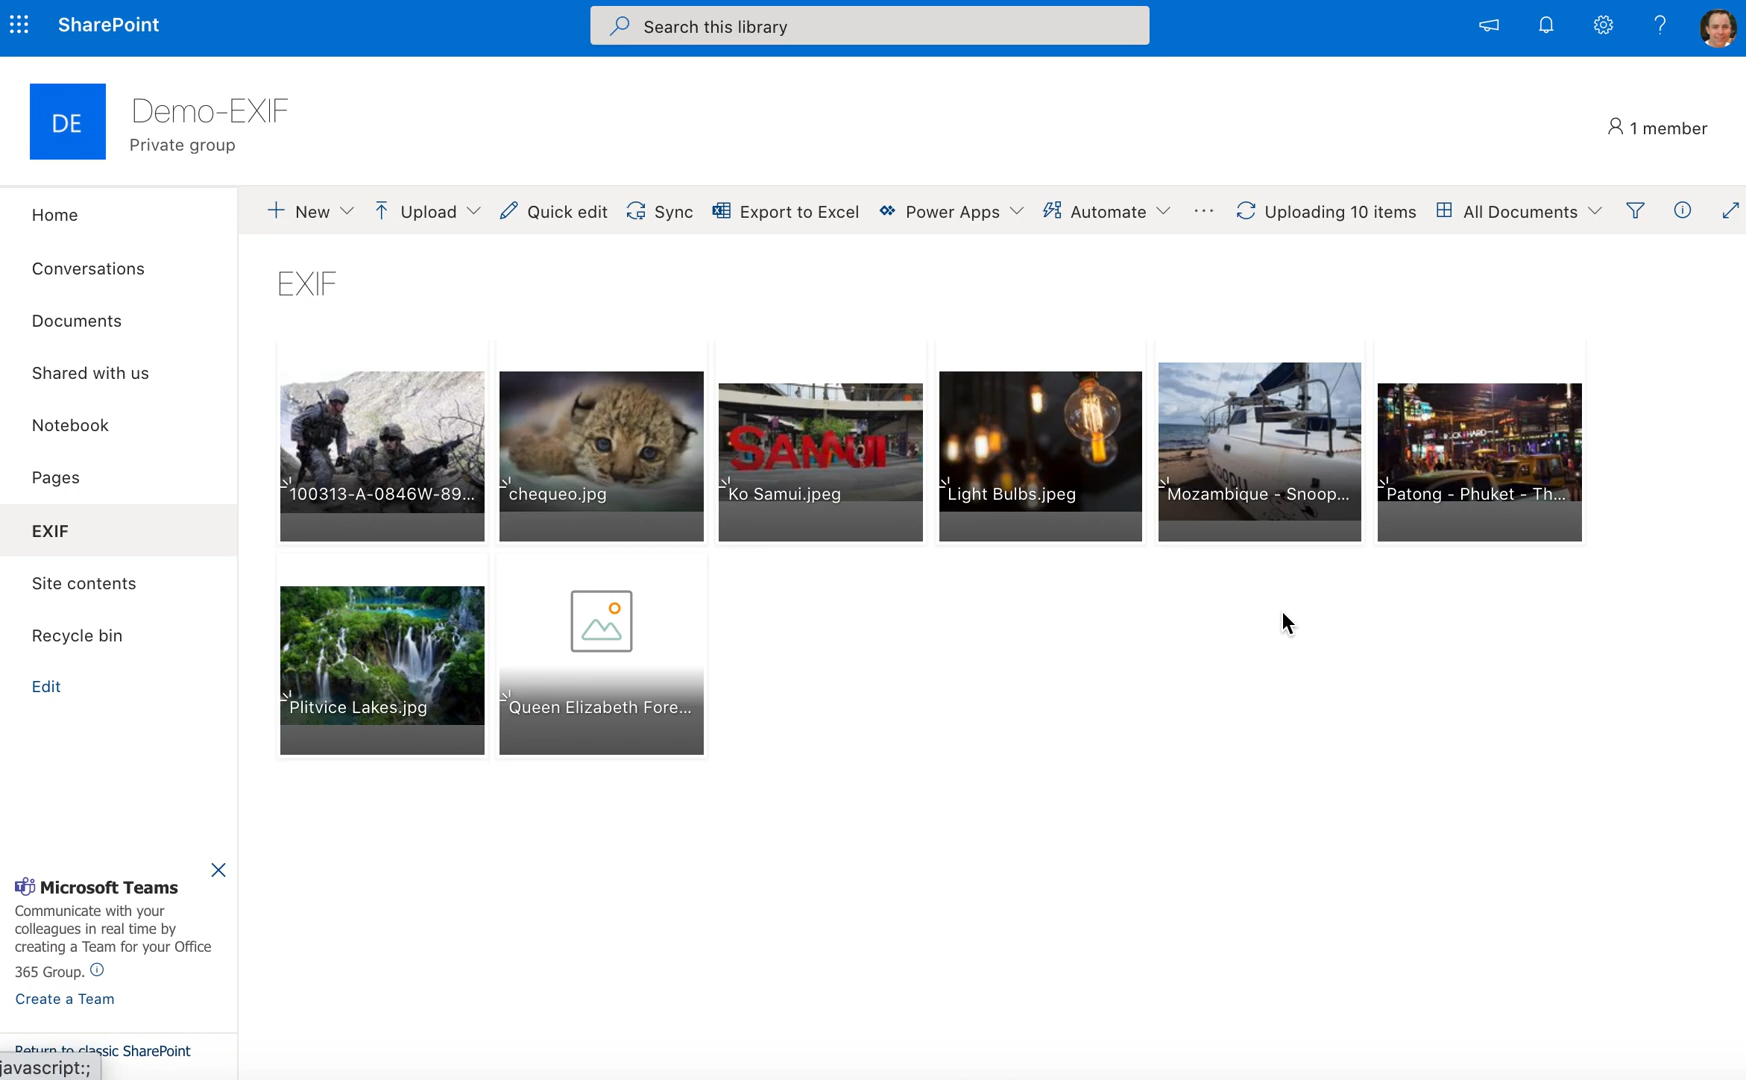 SharePoint
Search this library
DE
Demo-EXIF
Private group
1 member
Home
Conversations
Documents
Shared with us
Notebook
Pages
EXIF
Site contents
Recycle bin
Edit
New
Upload
Quick edit
Sync
Export to Excel
Power Apps
Automate
Uploading 10 items
All Documents
EXIF
SAMUI
100313-A-0846W-89...
chequeo.jpg
Ko Samui.jpeg
Light Bulbs.jpeg
Mozambique - Snoop...
Patong - Phuket - Th...
Plitvice Lakes.jpg
Queen Elizabeth Fore...
Microsoft Teams
Communicate with your
colleagues in real time by
creating a Team for your Office
365 Group.
Create a Team
Return to classic SharePoint
javascript:;